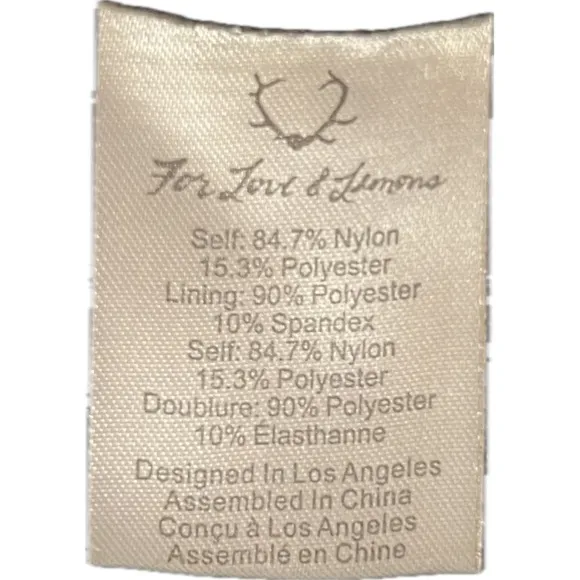 For Love & Lemons
Self: 84.7% Nylon
15.3% Polyester
Lining: 90% Polyester
10% Spandex
Self: 84.7% Nylon
15.3% Polyester
Doublure: 90% Polyester
10% Élasthanne
Designed In Los Angeles
Assembled In China
Conçu à Los Angeles
Assemblé en Chine